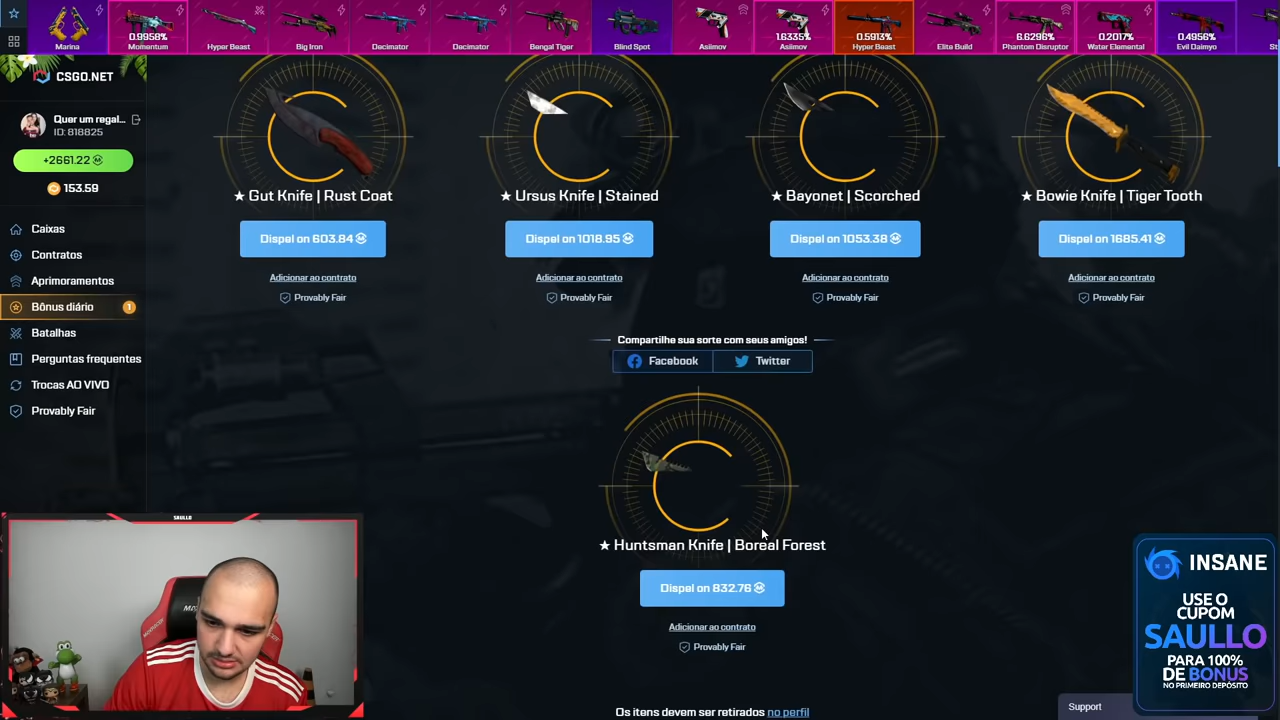 Marina
0.9958%
Momentum
Hyper Beast
Big Iron
Decimator
Decimator
Bengal Tiger
Blind Spot
Asiimov
1.6335%
Asiimov
0.5913%
Hyper Beast
Elite Build
6.6296%
Phantom Disruptor
0.2017%
Water Elemental
0.4956%
Evil Daimyo
CSGO.NET
Quer um regal...
ID: 818825
+2661.22
153.59
Caixas
Contratos
Aprimoramentos
Bônus diário 1
Batalhas
Perguntas frequentes
Trocas AO VIVO
Provably Fair
★ Gut Knife | Rust Coat
Dispel on 603.84
Adicionar ao contrato
Provably Fair
★ Ursus Knife | Stained
Dispel on 1018.95
Adicionar ao contrato
Provably Fair
★ Bayonet | Scorched
Dispel on 1053.38
Adicionar ao contrato
Provably Fair
★ Bowie Knife | Tiger Tooth
Dispel on 1685.41
Adicionar ao contrato
Provably Fair
Compartilhe sua sorte com seus amigos!
Facebook
Twitter
★ Huntsman Knife | Boreal Forest
Dispel on 832.76
Adicionar ao contrato
Provably Fair
Os itens devem ser retirados no perfil
SAULLO
INSANE
USE O
CUPOM
SAULLO
PARA 100%
DE BONUS
NO PRIMEIRO DEPÓSITO
Support